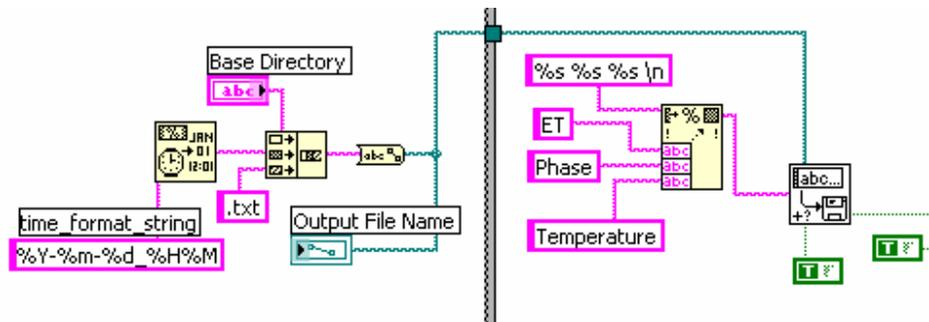 Base Directory
abc
%s %s %s \n
JAN
01
12:01
%
ET
abc
abc
abc
abc
Phase
abc...
.txt
+?
time_format_string
Output File Name
%Y-%m-%d_%H%M
Temperature
T
T